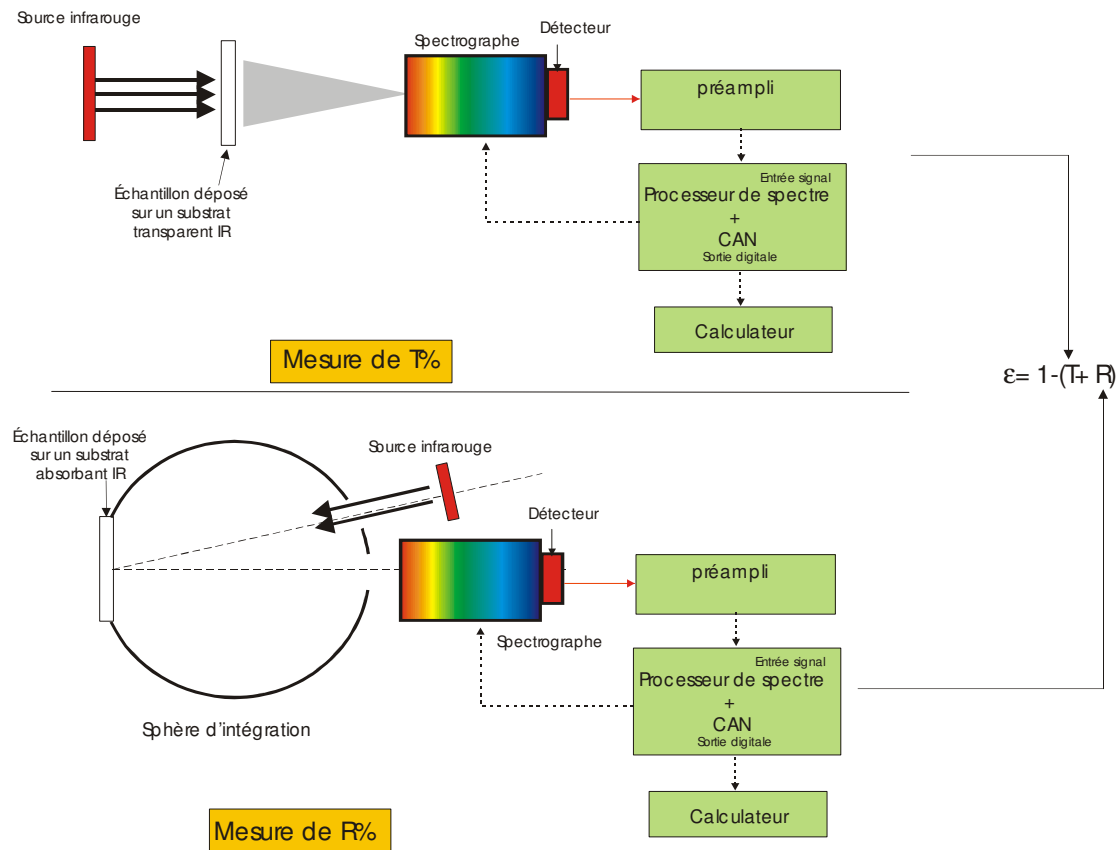 Source infrarouge
Échantillon déposé
sur un substrat
transparent IR
Spectrographe
Détecteur
préampli
Entrée signal
Processeur de spectre
+
CAN
Sortie digitale
Calculateur
Mesure de T%
ε= 1-(T+ R)
Échantillon déposé
sur un substrat
absorbant IR
Source infrarouge
Détecteur
Spectrographe
préampli
Entrée signal
Processeur de spectre
+
CAN
Sortie digitale
Calculateur
Sphère d'intégration
Mesure de R%